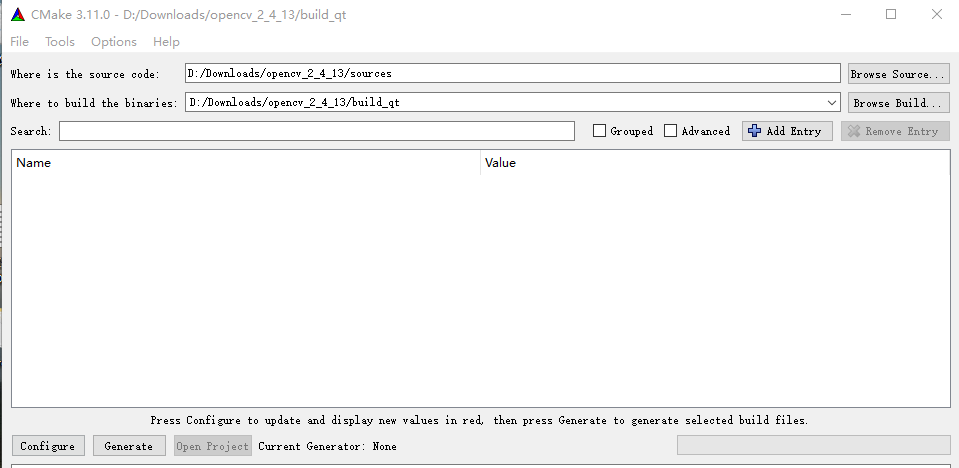 CMake 3.11.0 - D:/Downloads/opencv_2_4_13/build_qt
File Tools Options Help
Where is the source code: D:/Downloads/opencv_2_4_13/sources Browse Source...
Where to build the binaries: D:/Downloads/opencv_2_4_13/build_qt Browse Build...
Search: Grouped Advanced Add Entry Remove Entry
Name Value
Press Configure to update and display new values in red, then press Generate to generate selected build files.
Configure Generate Open Project Current Generator: None